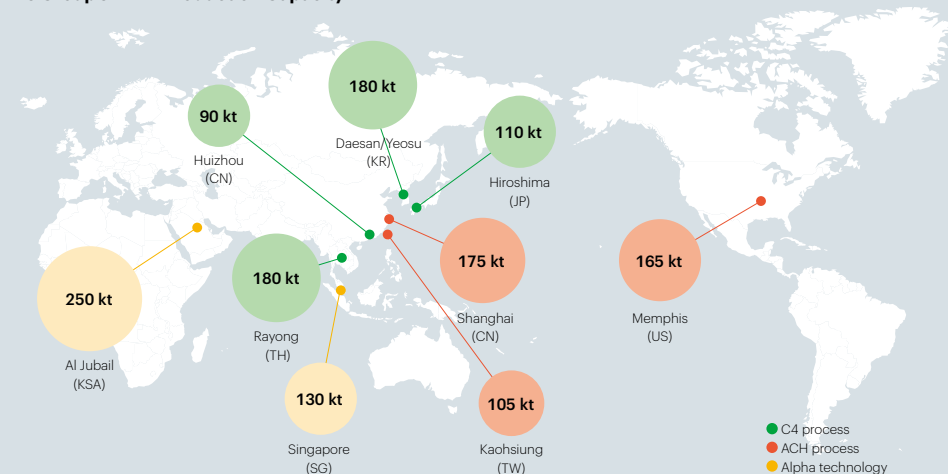 180 kt
Daesan/Yeosu
(KR)
90 kt
Huizhou
(CN)
110 kt
Hiroshima
(JP)
250 kt
Al Jubail
(KSA)
180 kt
Rayong
(TH)
175 kt
Shanghai
(CN)
165 kt
Memphis
(US)
130 kt
Singapore
(SG)
105 kt
Kaohsiung
(TW)
C4 process
ACH process
Alpha technology